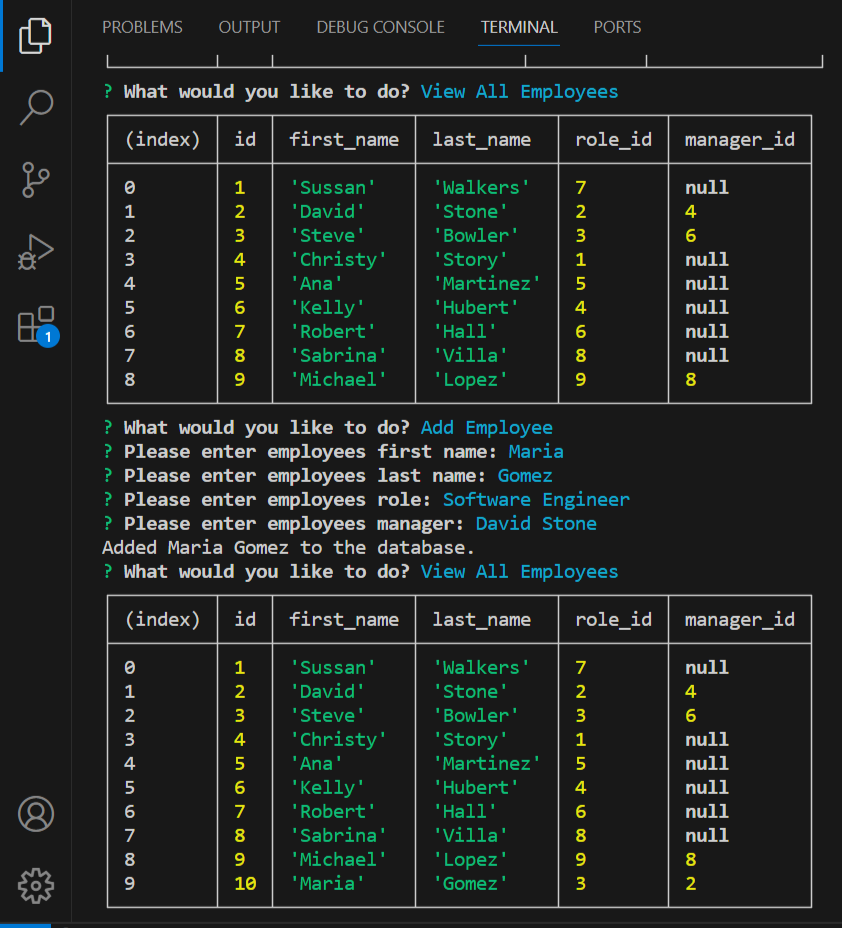 PROBLEMS OUTPUT DEBUG CONSOLE TERMINAL PORTS
? What would you like to do? View All Employees
(index) id first_name last_name role_id manager_id
0 1 'Sussan' 'Walkers' 7 null
1 2 'David' 'Stone' 2 4
2 3 'Steve' 'Bowler' 3 6
3 4 'Christy' 'Story' 1 null
4 5 'Ana' 'Martinez' 5 null
5 6 'Kelly' 'Hubert' 4 null
6 7 'Robert' 'Hall' 6 null
7 8 'Sabrina' 'Villa' 8 null
8 9 'Michael' 'Lopez' 9 8
? What would you like to do? Add Employee
? Please enter employees first name: Maria
? Please enter employees last name: Gomez
? Please enter employees role: Software Engineer
? Please enter employees manager: David Stone
Added Maria Gomez to the database.
? What would you like to do? View All Employees
(index) id first_name last_name role_id manager_id
0 1 'Sussan' 'Walkers' 7 null
1 2 'David' 'Stone' 2 4
2 3 'Steve' 'Bowler' 3 6
3 4 'Christy' 'Story' 1 null
4 5 'Ana' 'Martinez' 5 null
5 6 'Kelly' 'Hubert' 4 null
6 7 'Robert' 'Hall' 6 null
7 8 'Sabrina' 'Villa' 8 null
8 9 'Michael' 'Lopez' 9 8
9 10 'Maria' 'Gomez' 3 2
1